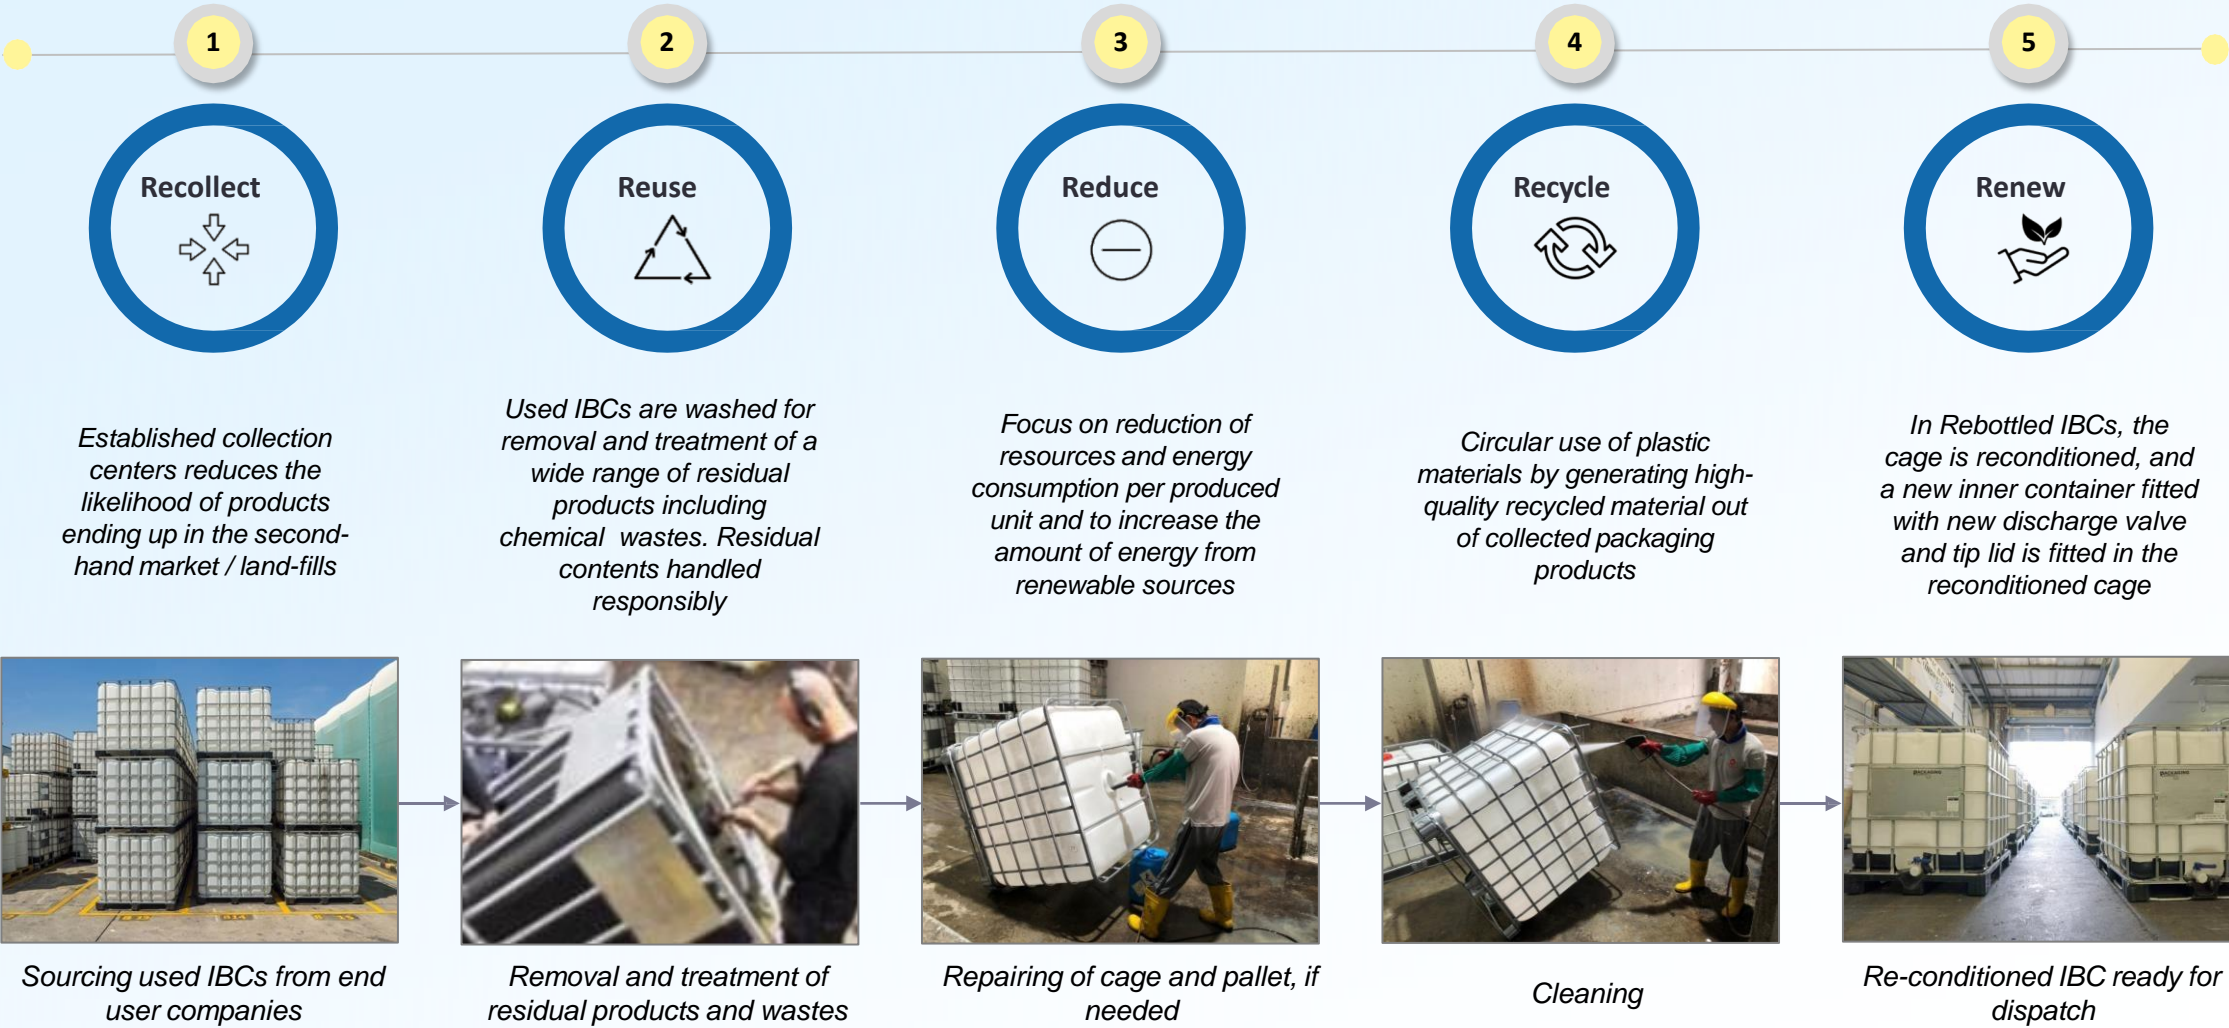 1
2
3
4
5
Recollect
Reuse
Reduce
Recycle
Renew
Established collection
centers reduces the
likelihood of products
ending up in the second-
hand market / land-fills
Used IBCs are washed for
removal and treatment of a
wide range of residual
products including
chemical  wastes. Residual
contents handled
responsibly
Focus on reduction of
resources and energy
consumption per produced
unit and to increase the
amount of energy from
renewable sources
Circular use of plastic
materials by generating high-
quality recycled material out
of collected packaging
products
In Rebottled IBCs, the
cage is reconditioned, and
a new inner container fitted
with new discharge valve
and tip lid is fitted in the
reconditioned cage
Sourcing used IBCs from end
user companies
Removal and treatment of
residual products and wastes
Repairing of cage and pallet, if
needed
Cleaning
Re-conditioned IBC ready for
dispatch